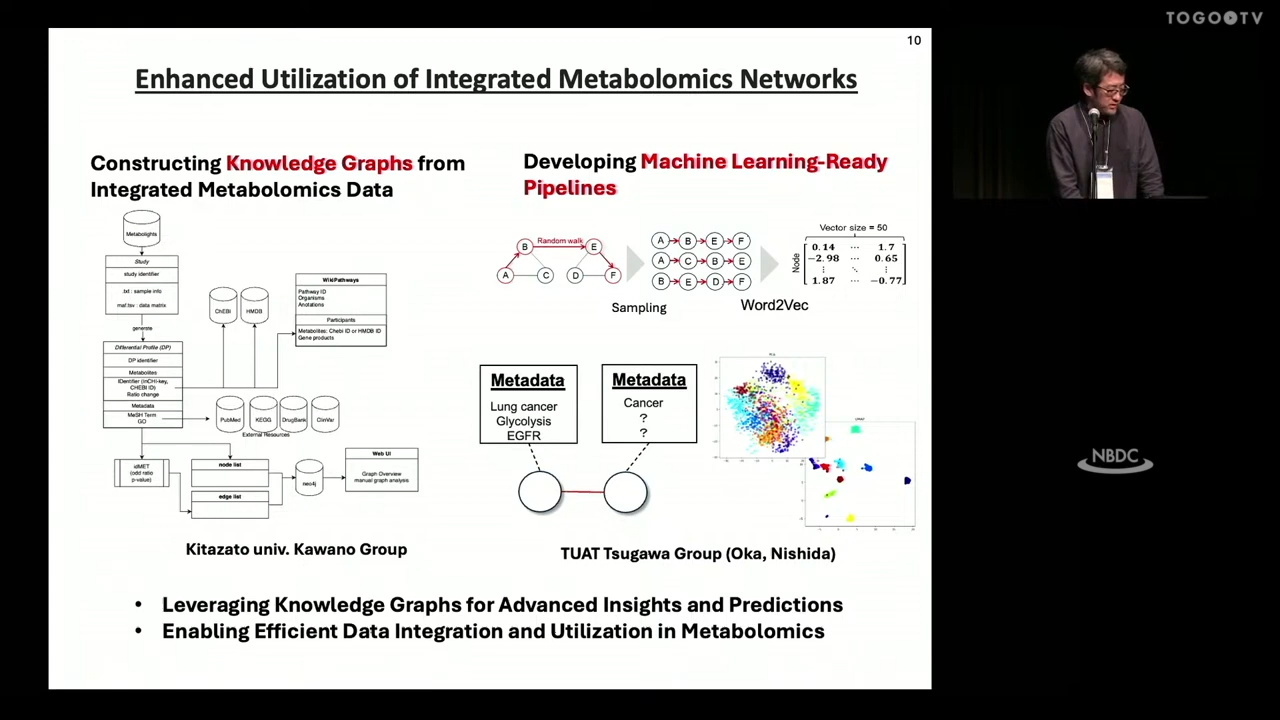 TOGO TV
10
Enhanced Utilization of Integrated Metabolomics Networks
Constructing Knowledge Graphs from
Integrated Metabolomics Data
Metabolights
Study
study identifier
.txt : sample info
maf.tsv : data matrix
generate
Differential Profile (DP)
DP identifier
Metabolites
IDentifier (InCHI-key,
CHEBI ID)
Ratio change
Metadata
MeSH Term
GO
ChEBI
HMDB
WikiPathways
Pathway ID
Organisms
Anotations
Participants
Metabolites: Chebi ID or HMDB ID
Gene products
PubMed
KEGG
DrugBank
ClinVar
External Resources
idMET
(odd ratio
p-value)
node list
edge list
neo4j
Web UI
Graph Overview
manual graph analysis
Kitazato univ. Kawano Group
Developing Machine Learning-Ready
Pipelines
Random walk
A
B
C
D
E
F
A B E F
A C B E
B E D F
Sampling
Word2Vec
Vector size = 50
Node
0.14 ⋯ 1.7
−2.98 ⋯ 0.65
⋮ ⋱ ⋮
1.87 ⋯ −0.77
Metadata
Lung cancer
Glycolysis
EGFR
Metadata
Cancer
?
?
TUAT Tsugawa Group (Oka, Nishida)
• Leveraging Knowledge Graphs for Advanced Insights and Predictions
• Enabling Efficient Data Integration and Utilization in Metabolomics
NBDC